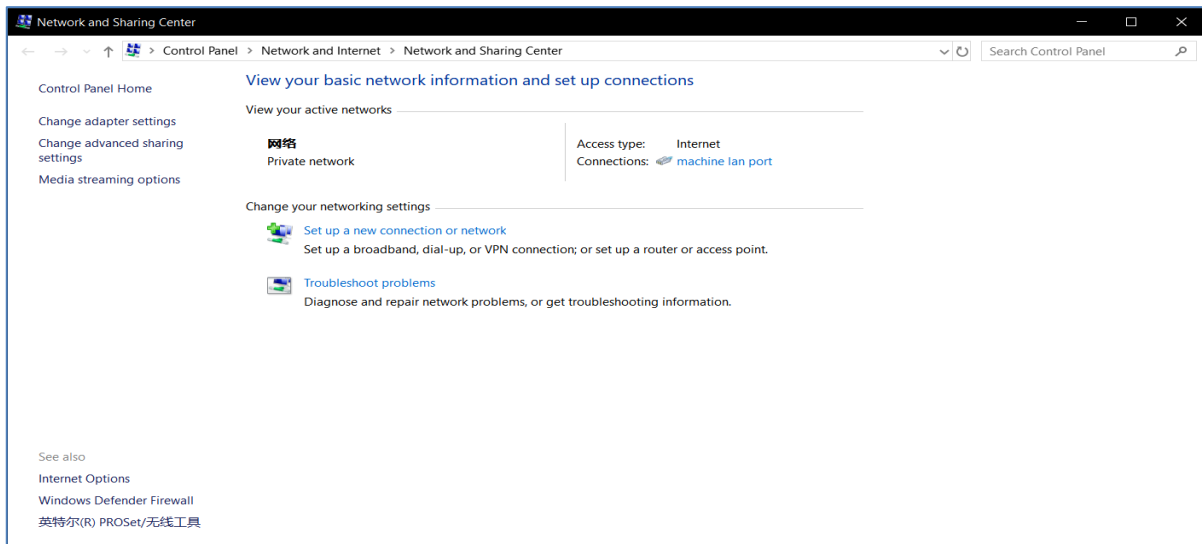 Network and Sharing Center
Control Panel > Network and Internet > Network and Sharing Center
Search Control Panel
Control Panel Home
Change adapter settings
Change advanced sharing
settings
Media streaming options
View your basic network information and set up connections
View your active networks
网络
Private network
Access type: Internet
Connections: machine lan port
Change your networking settings
Set up a new connection or network
Set up a broadband, dial-up, or VPN connection; or set up a router or access point.
Troubleshoot problems
Diagnose and repair network problems, or get troubleshooting information.
See also
Internet Options
Windows Defender Firewall
英特尔(R) PROSet/无线工具